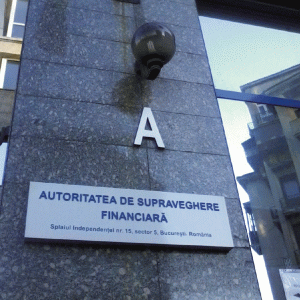 A
AUTORITATEA DE SUPRAVEGHERE
FINANCIARĂ
Splaiul Independenței nr. 15, sector 5, București, România